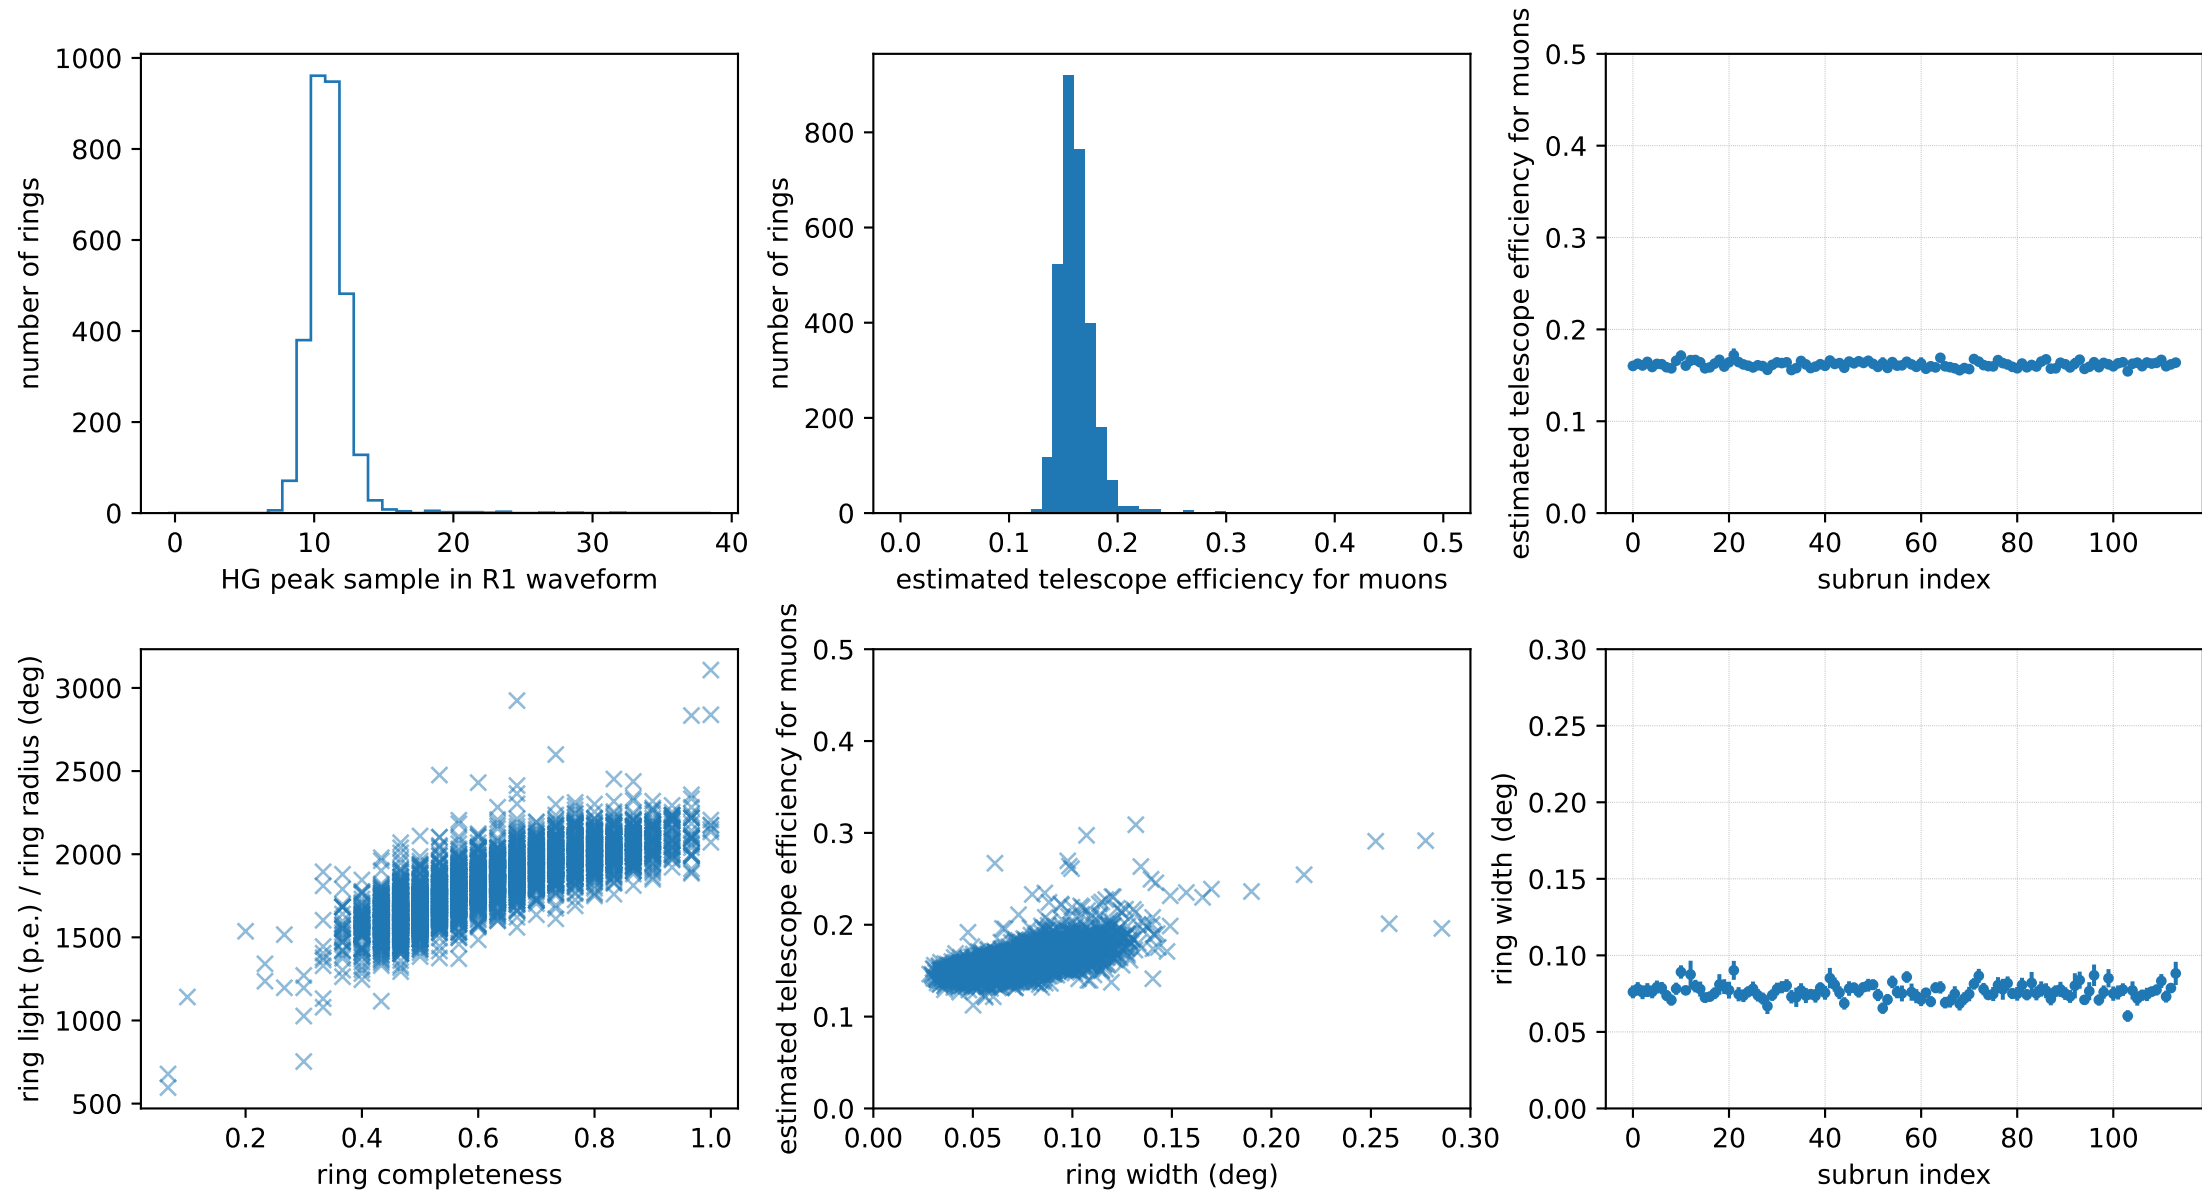 number of rings
1000
800
600
400
200
0
0 10 20 30 40
HG peak sample in R1 waveform
number of rings
800
600
400
200
0
0.0 0.1 0.2 0.3 0.4 0.5
estimated telescope efficiency for muons
estimated telescope efficiency for muons
0.5
0.4
0.3
0.2
0.1
0.0
0 20 40 60 80 100
subrun index
ring light (p.e.) / ring radius (deg)
3000
2500
2000
1500
1000
500
0.2 0.4 0.6 0.8 1.0
ring completeness
estimated telescope efficiency for muons
0.5
0.4
0.3
0.2
0.1
0.0
0.00 0.05 0.10 0.15 0.20 0.25 0.30
ring width (deg)
ring width (deg)
0.30
0.25
0.20
0.15
0.10
0.05
0.00
0 20 40 60 80 100
subrun index